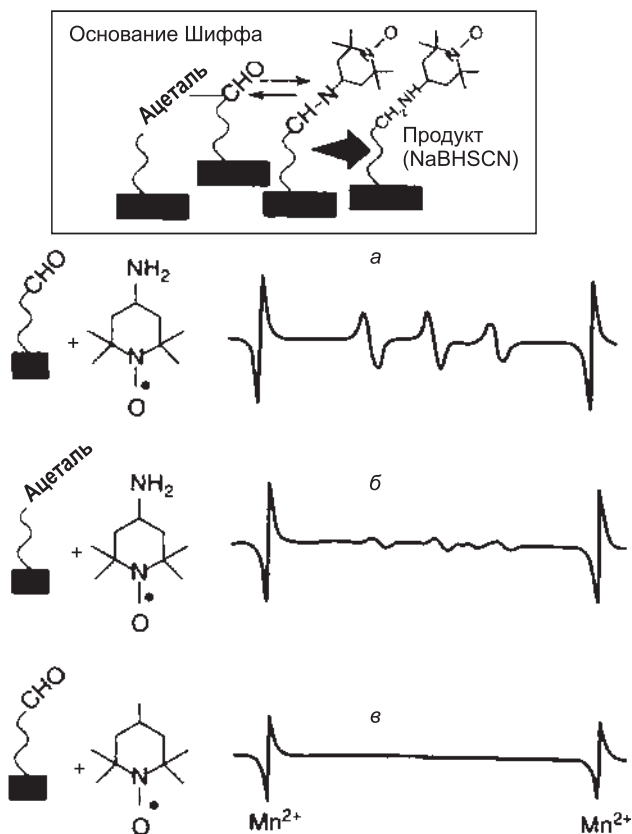 Основание Шиффа
Ацеталь
CHO
CH-N
N-O
CH₂NH
N-O
Продукт
(NaBHSCN)
а
CHO
+
NH₂
N
O
б
Ацеталь
+
NH₂
N
O
в
CHO
+
N
O
Mn²⁺
Mn²⁺